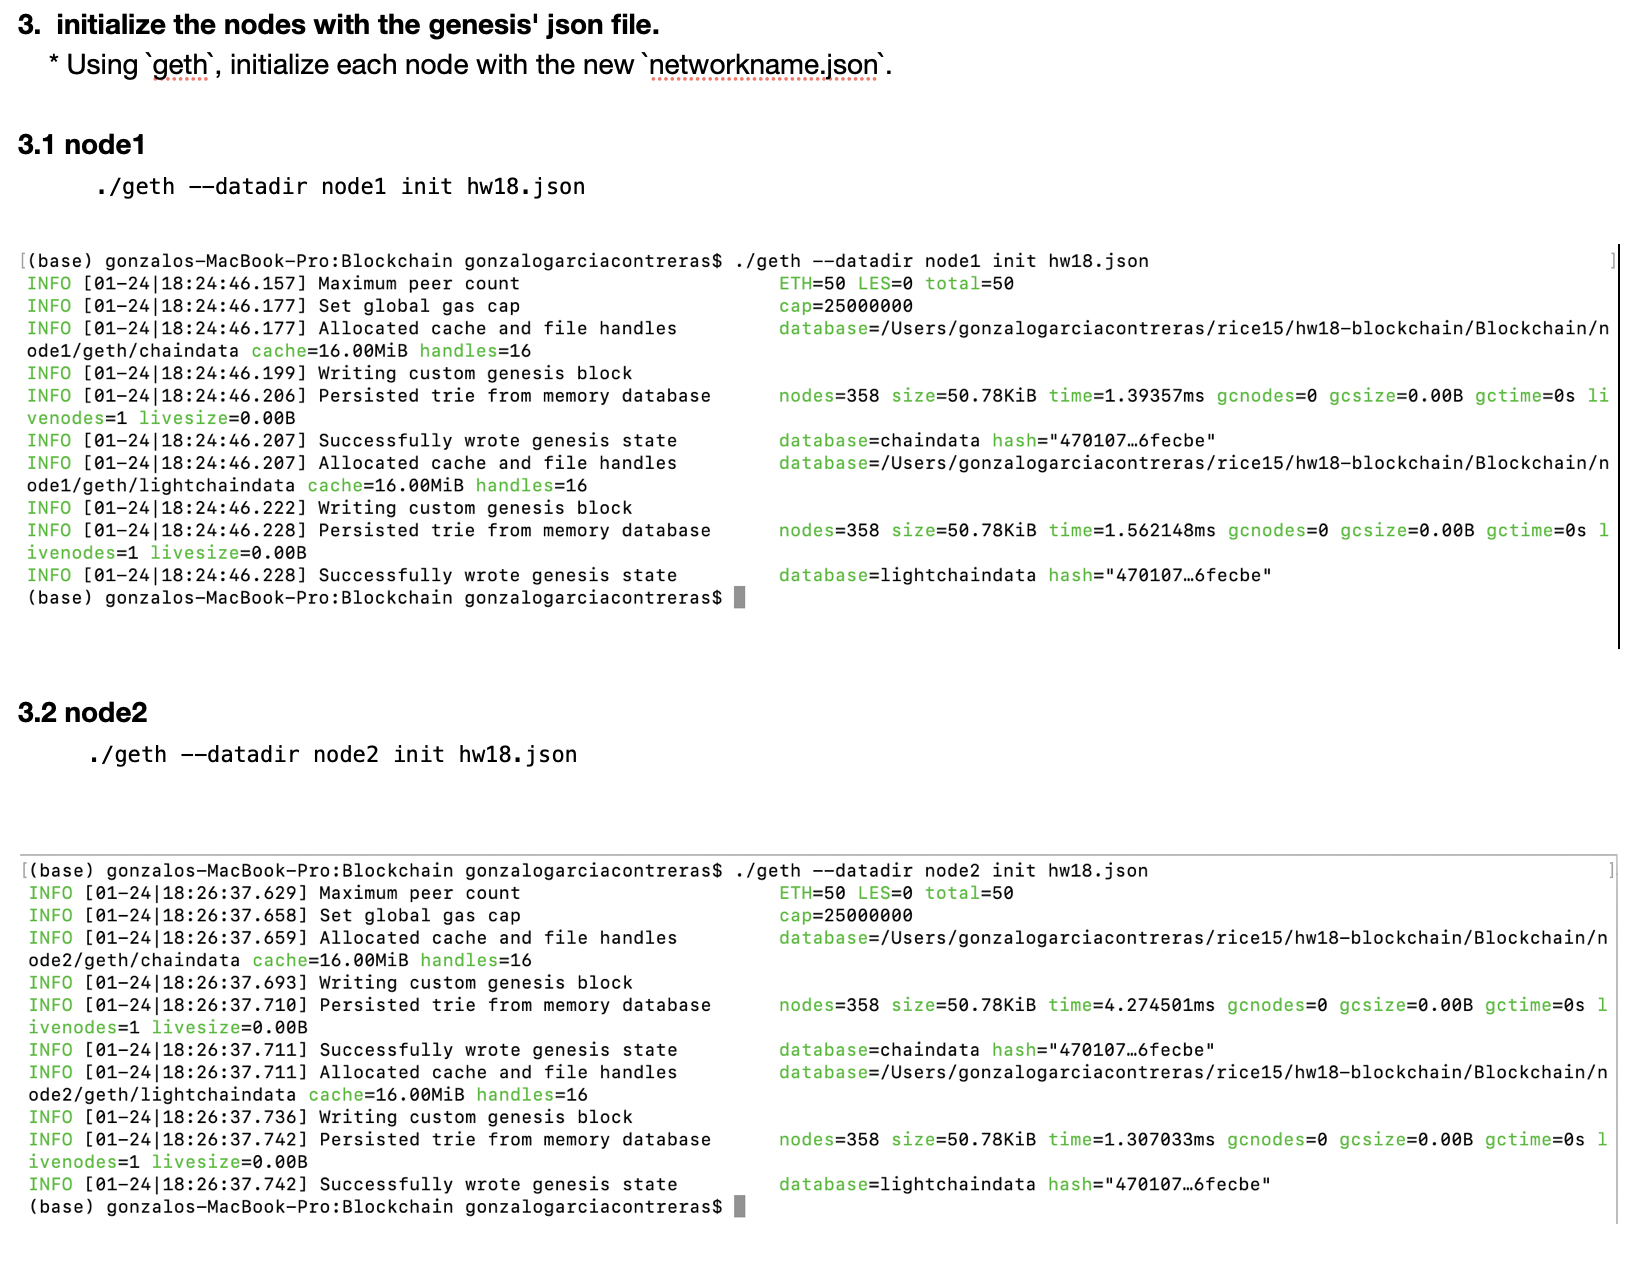 3.  initialize the nodes with the genesis' json file.
* Using `geth`, initialize each node with the new `networkname.json`.
3.1 node1
./geth --datadir node1 init hw18.json
[(base) gonzalos-MacBook-Pro:Blockchain gonzalogarciacontreras$ ./geth --datadir node1 init hw18.json ]
INFO [01-24|18:24:46.157] Maximum peer count                       ETH=50 LES=0 total=50
INFO [01-24|18:24:46.177] Set global gas cap                       cap=25000000
INFO [01-24|18:24:46.177] Allocated cache and file handles         database=/Users/gonzalogarciacontreras/rice15/hw18-blockchain/Blockchain/n
ode1/geth/chaindata cache=16.00MiB handles=16
INFO [01-24|18:24:46.199] Writing custom genesis block
INFO [01-24|18:24:46.206] Persisted trie from memory database      nodes=358 size=50.78KiB time=1.39357ms gcnodes=0 gcsize=0.00B gctime=0s li
venodes=1 livesize=0.00B
INFO [01-24|18:24:46.207] Successfully wrote genesis state         database=chaindata hash="470107…6fecbe"
INFO [01-24|18:24:46.207] Allocated cache and file handles         database=/Users/gonzalogarciacontreras/rice15/hw18-blockchain/Blockchain/n
ode1/geth/lightchaindata cache=16.00MiB handles=16
INFO [01-24|18:24:46.222] Writing custom genesis block
INFO [01-24|18:24:46.228] Persisted trie from memory database      nodes=358 size=50.78KiB time=1.562148ms gcnodes=0 gcsize=0.00B gctime=0s l
ivenodes=1 livesize=0.00B
INFO [01-24|18:24:46.228] Successfully wrote genesis state         database=lightchaindata hash="470107…6fecbe"
(base) gonzalos-MacBook-Pro:Blockchain gonzalogarciacontreras$
3.2 node2
./geth --datadir node2 init hw18.json
[(base) gonzalos-MacBook-Pro:Blockchain gonzalogarciacontreras$ ./geth --datadir node2 init hw18.json ]
INFO [01-24|18:26:37.629] Maximum peer count                       ETH=50 LES=0 total=50
INFO [01-24|18:26:37.658] Set global gas cap                       cap=25000000
INFO [01-24|18:26:37.659] Allocated cache and file handles         database=/Users/gonzalogarciacontreras/rice15/hw18-blockchain/Blockchain/n
ode2/geth/chaindata cache=16.00MiB handles=16
INFO [01-24|18:26:37.693] Writing custom genesis block
INFO [01-24|18:26:37.710] Persisted trie from memory database      nodes=358 size=50.78KiB time=4.274501ms gcnodes=0 gcsize=0.00B gctime=0s l
ivenodes=1 livesize=0.00B
INFO [01-24|18:26:37.711] Successfully wrote genesis state         database=chaindata hash="470107…6fecbe"
INFO [01-24|18:26:37.711] Allocated cache and file handles         database=/Users/gonzalogarciacontreras/rice15/hw18-blockchain/Blockchain/n
ode2/geth/lightchaindata cache=16.00MiB handles=16
INFO [01-24|18:26:37.736] Writing custom genesis block
INFO [01-24|18:26:37.742] Persisted trie from memory database      nodes=358 size=50.78KiB time=1.307033ms gcnodes=0 gcsize=0.00B gctime=0s l
ivenodes=1 livesize=0.00B
INFO [01-24|18:26:37.742] Successfully wrote genesis state         database=lightchaindata hash="470107…6fecbe"
(base) gonzalos-MacBook-Pro:Blockchain gonzalogarciacontreras$